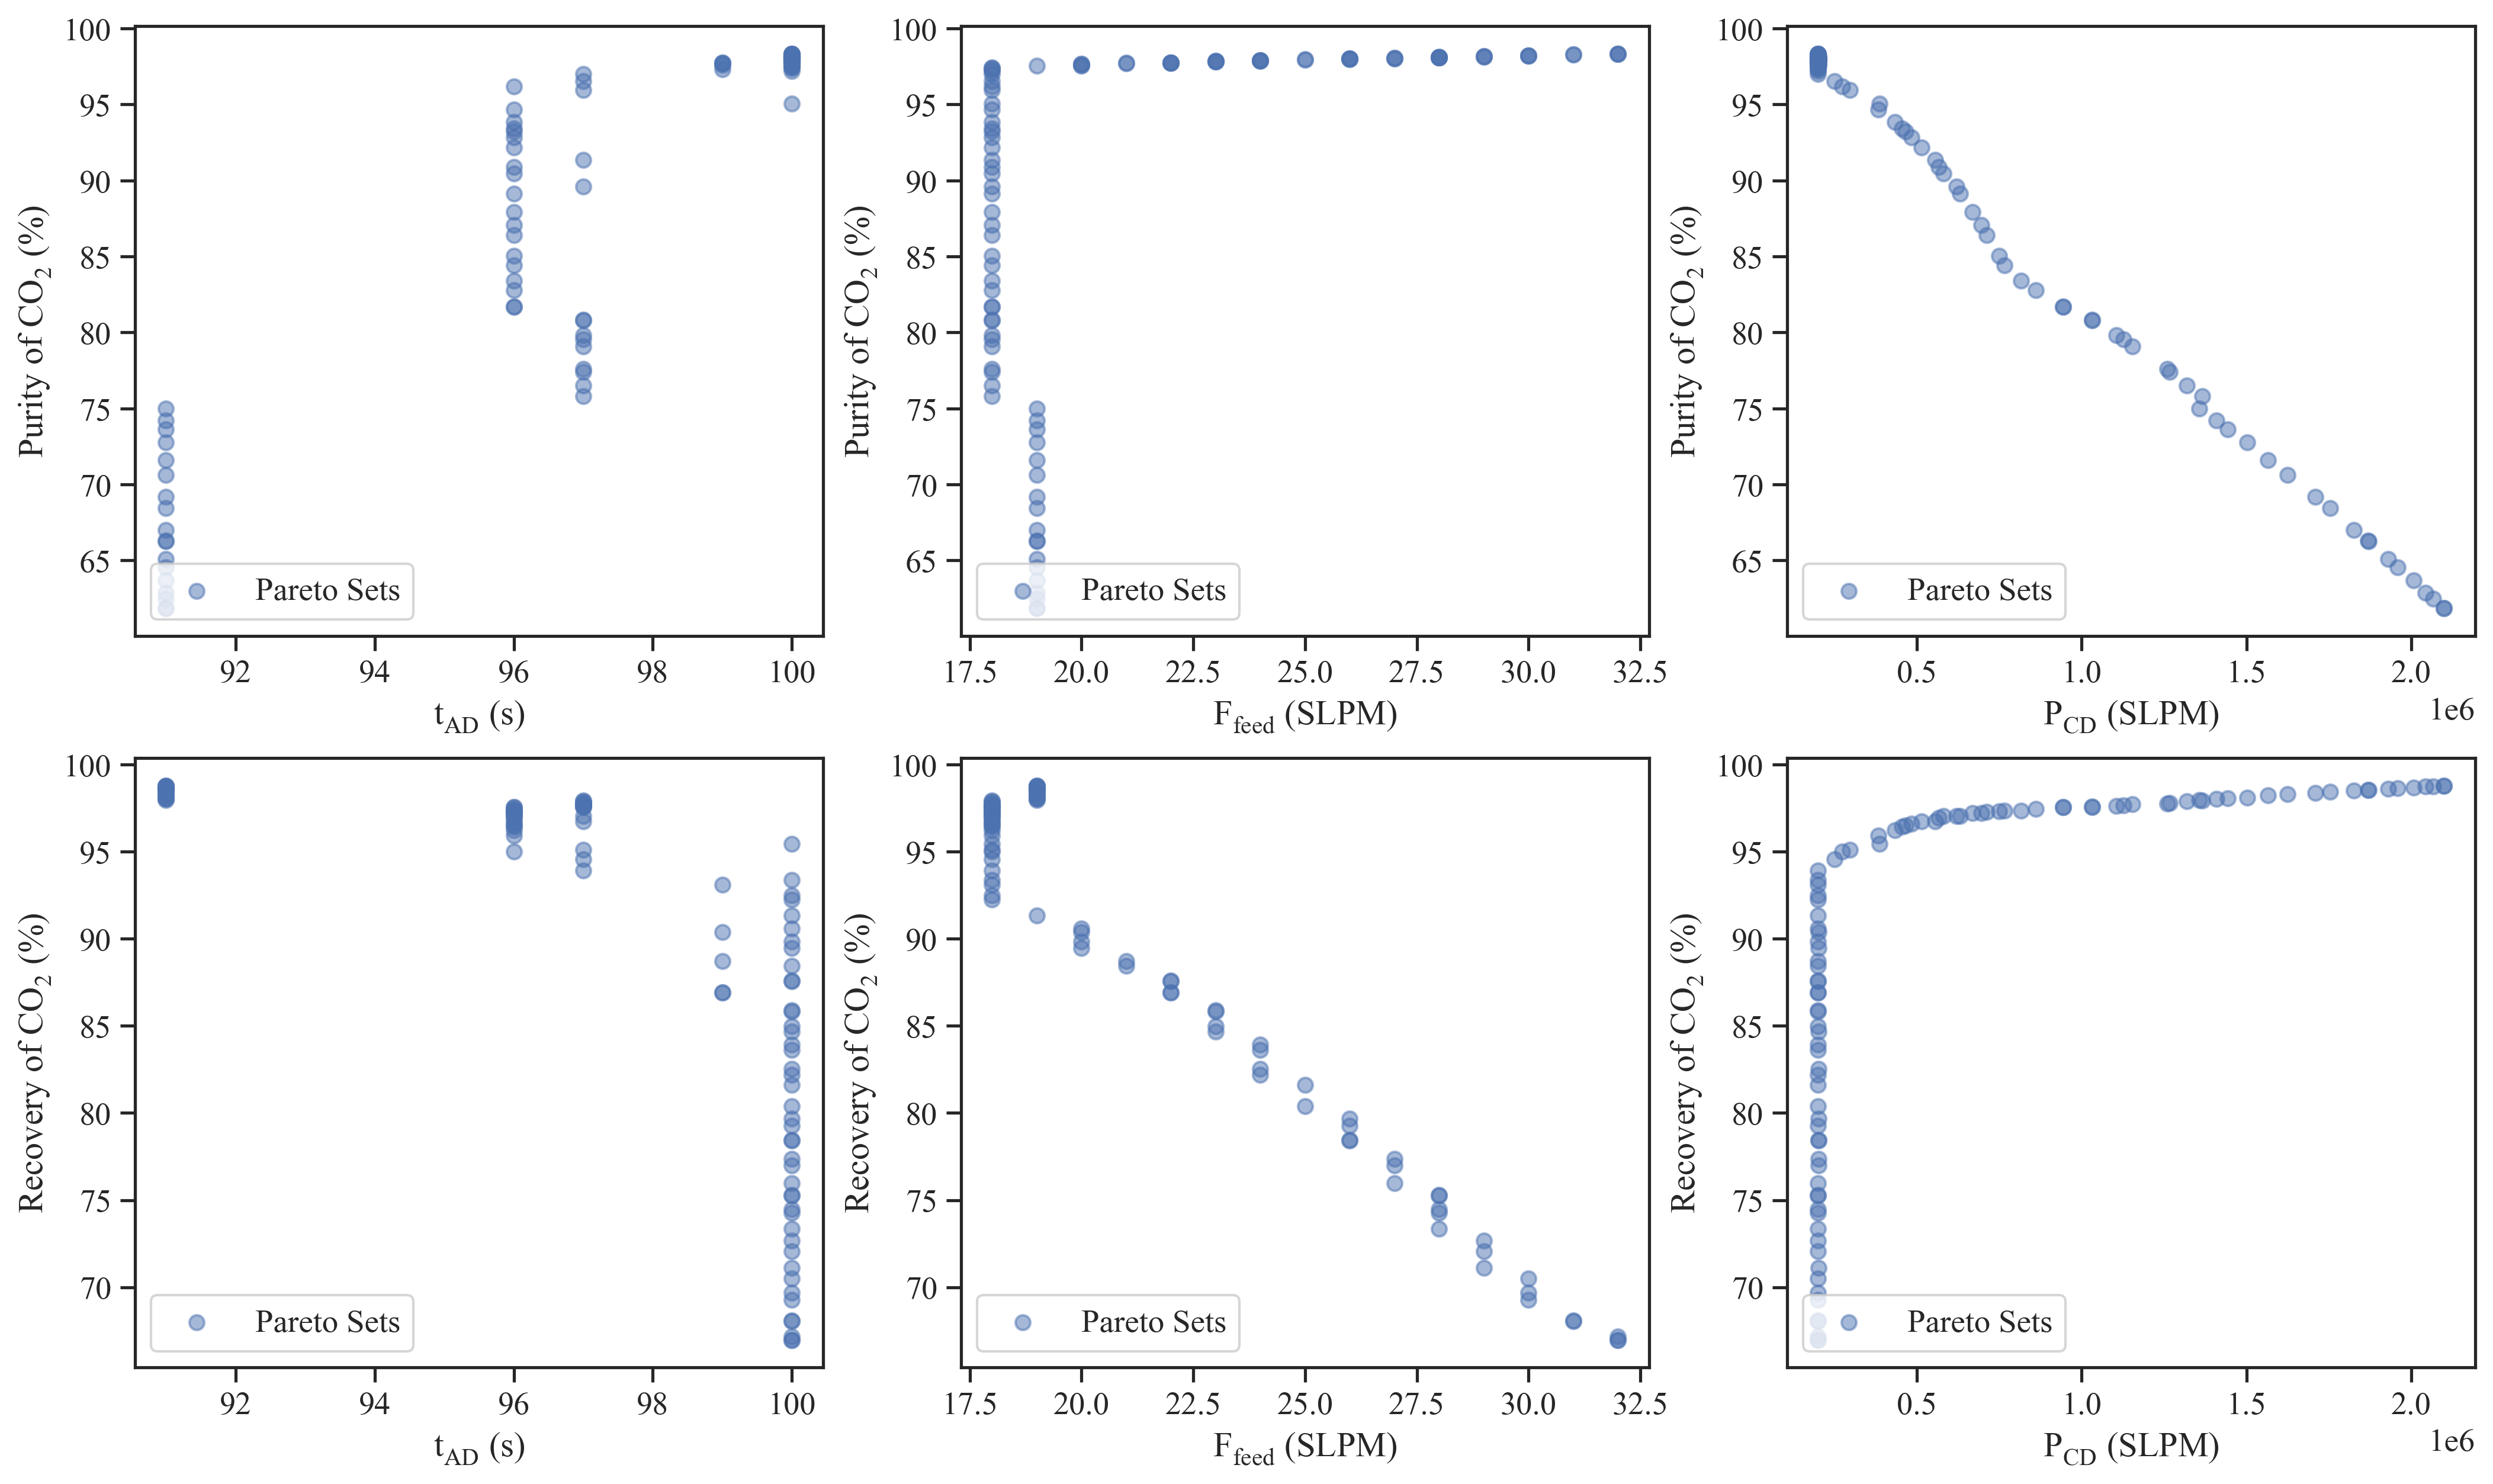 100
95
90
85
80
75
70
65
Purity of CO₂ (%)
Pareto Sets
92 94 96 98 100
t_AD (s)
100
95
90
85
80
75
70
65
Purity of CO₂ (%)
Pareto Sets
17.5 20.0 22.5 25.0 27.5 30.0 32.5
F_feed (SLPM)
100
95
90
85
80
75
70
65
Purity of CO₂ (%)
Pareto Sets
0.5 1.0 1.5 2.0
1e6
P_CD (SLPM)
100
95
90
85
80
75
70
Recovery of CO₂ (%)
Pareto Sets
92 94 96 98 100
t_AD (s)
100
95
90
85
80
75
70
Recovery of CO₂ (%)
Pareto Sets
17.5 20.0 22.5 25.0 27.5 30.0 32.5
F_feed (SLPM)
100
95
90
85
80
75
70
Recovery of CO₂ (%)
Pareto Sets
0.5 1.0 1.5 2.0
1e6
P_CD (SLPM)